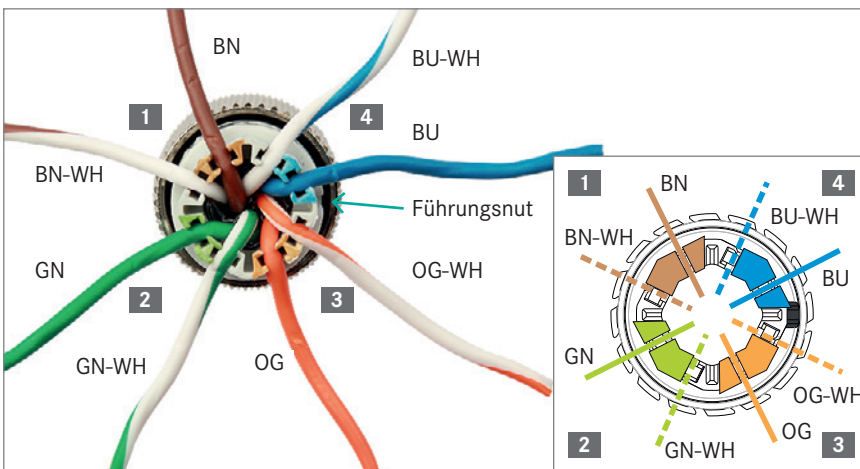 BN
BU-WH
1
4
BU
BN-WH
Führungsnut
GN
OG-WH
2
3
GN-WH
OG
1
BN
4
BU-WH
BN-WH
BU
GN
OG-WH
OG
2
GN-WH
3